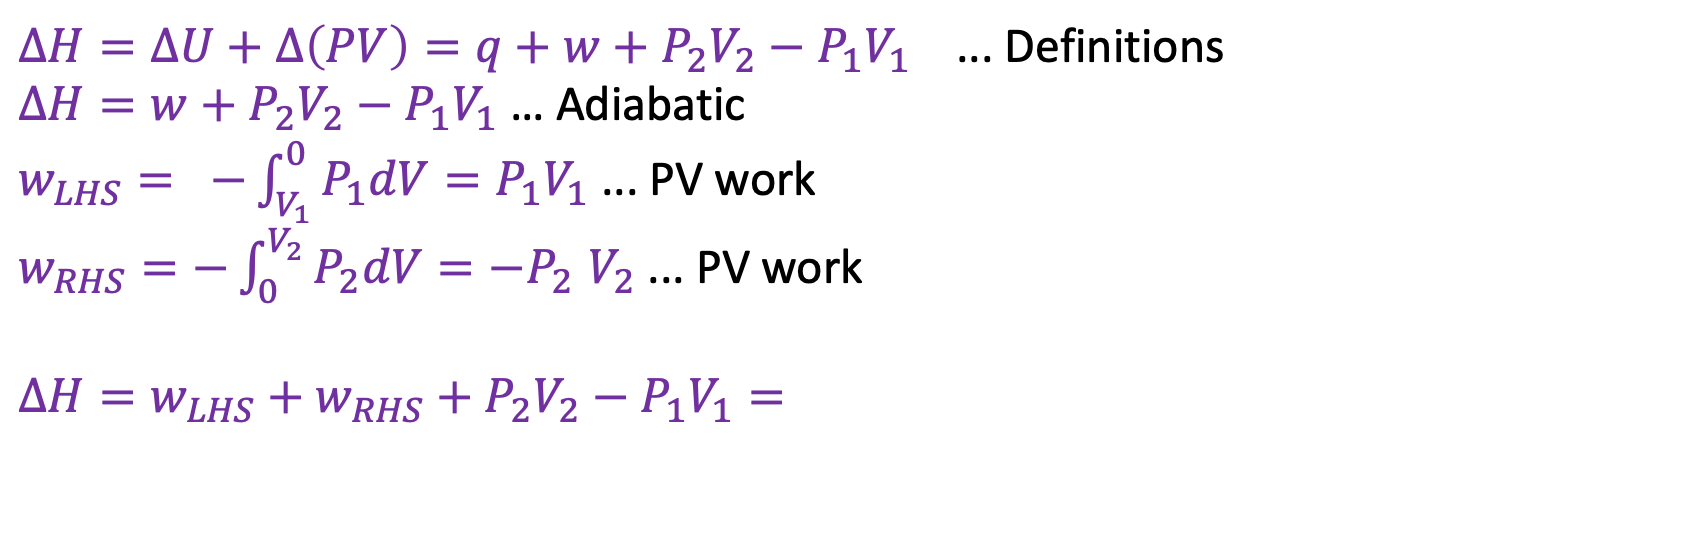 ΔH = ΔU + Δ(PV) = q + w + P₂V₂ − P₁V₁ ... Definitions
ΔH = w + P₂V₂ − P₁V₁ ... Adiabatic
w_LHS = − ∫_{V₁}^{0} P₁dV = P₁V₁ ... PV work
w_RHS = − ∫_{0}^{V₂} P₂dV = −P₂ V₂ ... PV work
ΔH = w_LHS + w_RHS + P₂V₂ − P₁V₁ =